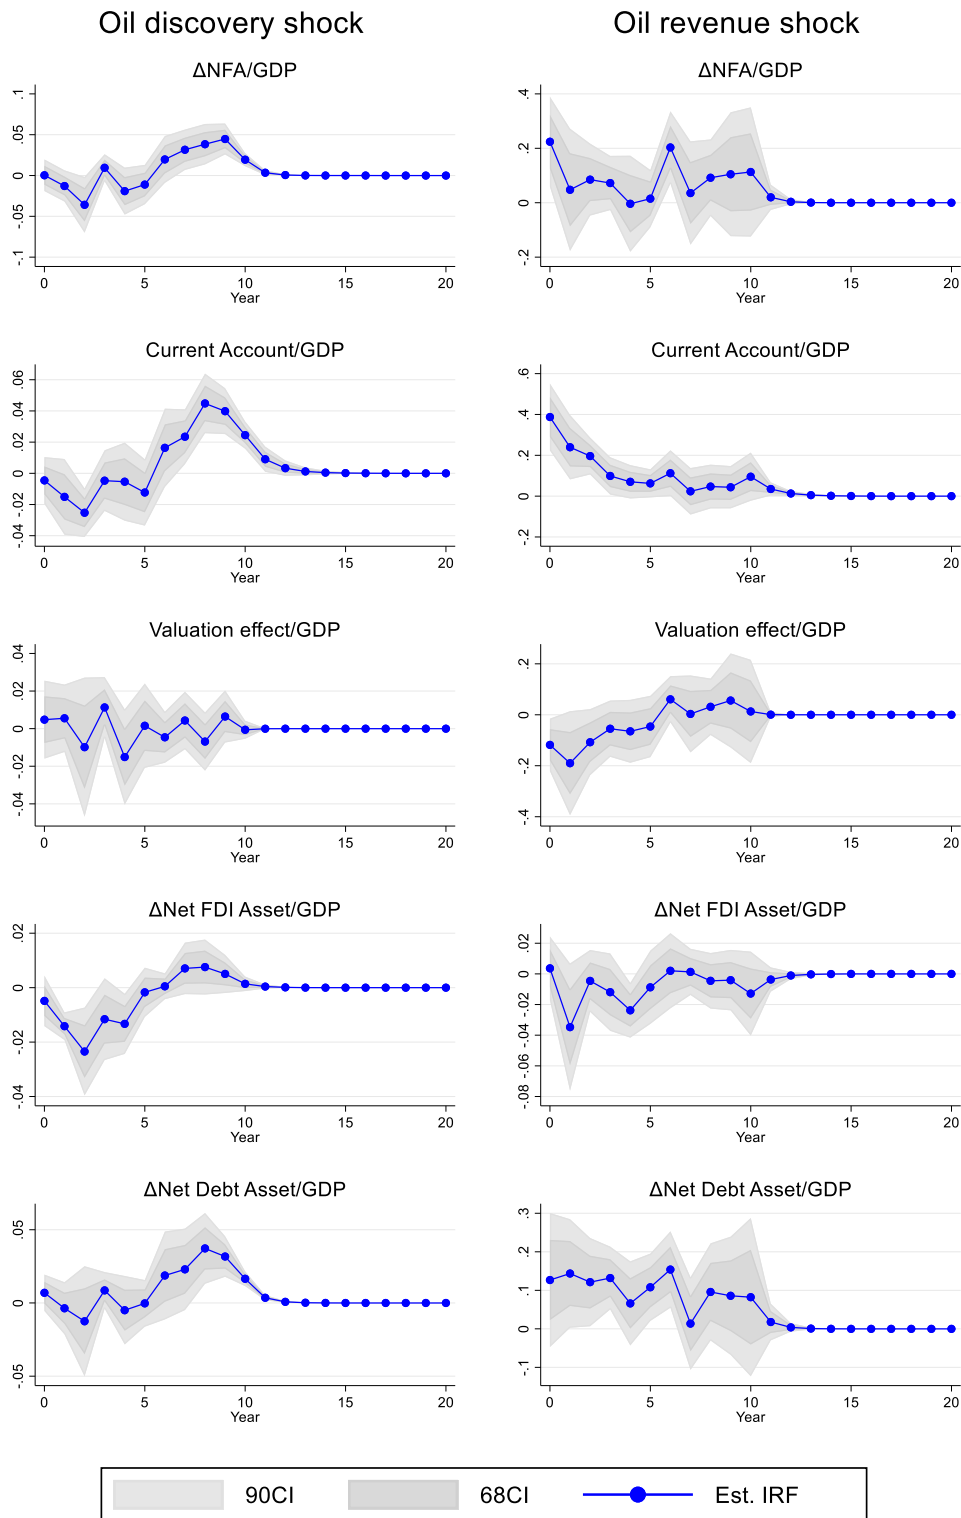 Oil discovery shock
Oil revenue shock
ΔNFA/GDP
.1
.05
0
-.05
-.1
0 5 10 15 20
Year
ΔNFA/GDP
.4
.2
0
-.2
0 5 10 15 20
Year
Current Account/GDP
.06
.04
.02
0
-.02
-.04
0 5 10 15 20
Year
Current Account/GDP
.6
.4
.2
0
-.2
0 5 10 15 20
Year
Valuation effect/GDP
.04
.02
0
-.02
-.04
0 5 10 15 20
Year
Valuation effect/GDP
.2
0
-.2
-.4
0 5 10 15 20
Year
ΔNet FDI Asset/GDP
.02
0
-.02
-.04
0 5 10 15 20
Year
ΔNet FDI Asset/GDP
.02
0
-.02
-.04
-.06
-.08
0 5 10 15 20
Year
ΔNet Debt Asset/GDP
.05
0
-.05
0 5 10 15 20
Year
ΔNet Debt Asset/GDP
.3
.2
.1
0
-.1
0 5 10 15 20
Year
90CI 68CI Est. IRF